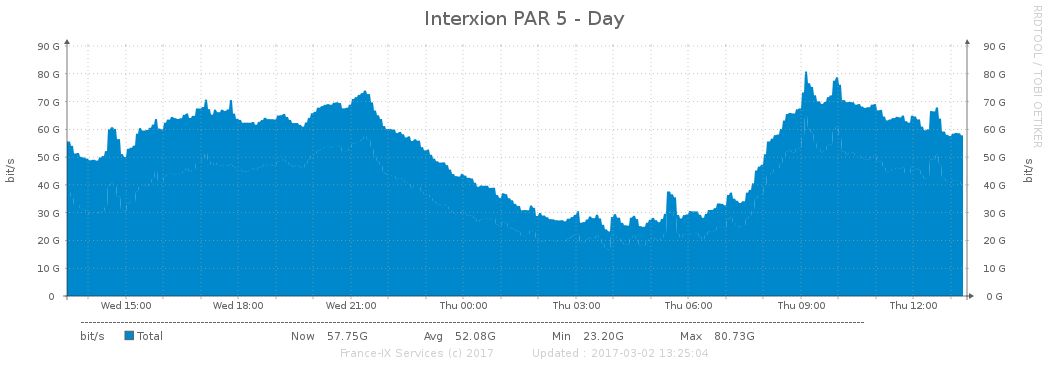 Interxion PAR 5 - Day
RRDTOOL / TOBI OETIKER
90 G 90 G
80 G 80 G
70 G 70 G
60 G 60 G
50 G 50 G
40 G 40 G
30 G 30 G
20 G 20 G
10 G 10 G
0 0 G
bit/s
bit/s
Wed 15:00 Wed 18:00 Wed 21:00 Thu 00:00 Thu 03:00 Thu 06:00 Thu 09:00 Thu 12:00
bit/s Total Now 57.75G Avg 52.08G Min 23.20G Max 80.73G
France-IX Services (c) 2017 Updated : 2017-03-02 13:25:04